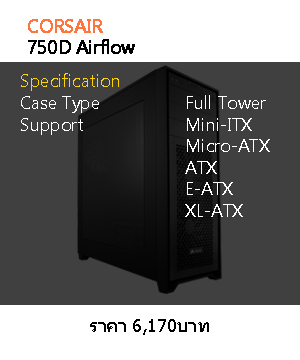 CORSAIR
750D Airflow
Specification
Case Type Full Tower
Support Mini-ITX
Micro-ATX
ATX
E-ATX
XL-ATX
ราคา 6,170บาท